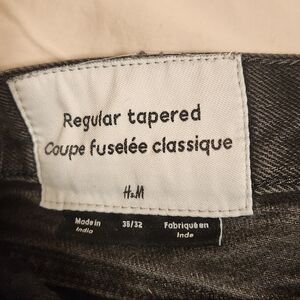 Regular tapered
Coupe fuselée classique
H&M
Made in India 36/32 Fabriqué en Inde